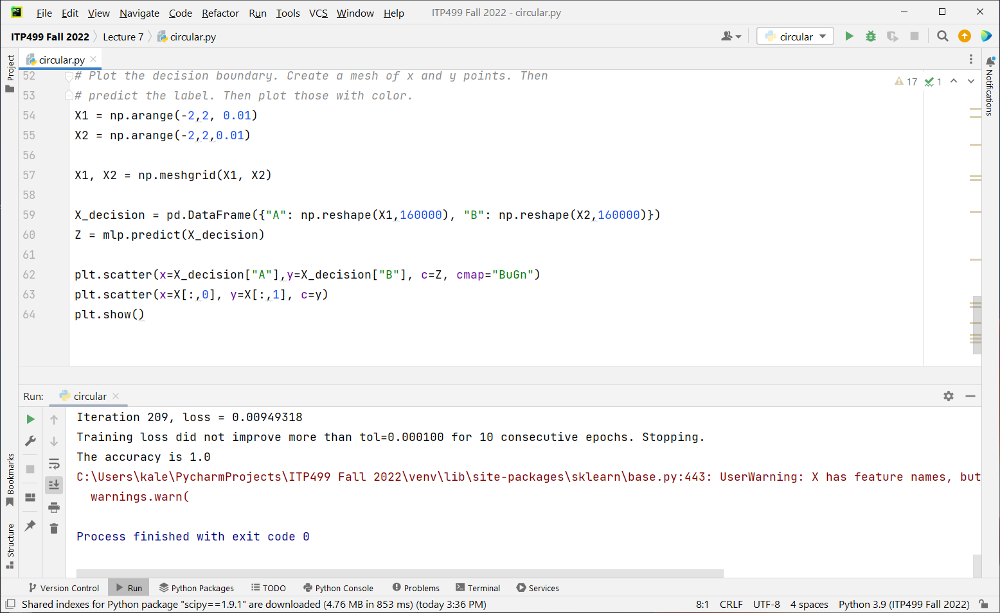 PC
File Edit View Navigate Code Refactor Run Tools VCS Window Help ITP499 Fall 2022 - circular.py
ITP499 Fall 2022 Lecture 7 circular.py circular
Project
circular.py
Notifications
17 1
52 # Plot the decision boundary. Create a mesh of x and y points. Then
53 # predict the label. Then plot those with color.
54 X1 = np.arange(-2,2, 0.01)
55 X2 = np.arange(-2,2,0.01)
56
57 X1, X2 = np.meshgrid(X1, X2)
58
59 X_decision = pd.DataFrame({"A": np.reshape(X1,160000), "B": np.reshape(X2,160000)})
60 Z = mlp.predict(X_decision)
61
62 plt.scatter(x=X_decision["A"],y=X_decision["B"], c=Z, cmap="BuGn")
63 plt.scatter(x=X[:,0], y=X[:,1], c=y)
64 plt.show()
Run: circular
Iteration 209, loss = 0.00949318
Training loss did not improve more than tol=0.000100 for 10 consecutive epochs. Stopping.
The accuracy is 1.0
C:\Users\kale\PycharmProjects\ITP499 Fall 2022\venv\lib\site-packages\sklearn\base.py:443: UserWarning: X has feature names, but
warnings.warn(
Process finished with exit code 0
Bookmarks
Structure
Version Control Run Python Packages TODO Python Console Problems Terminal Services
Shared indexes for Python package "scipy==1.9.1" are downloaded (4.76 MB in 853 ms) (today 3:36 PM) 8:1 CRLF UTF-8 4 spaces Python 3.9 (ITP499 Fall 2022)